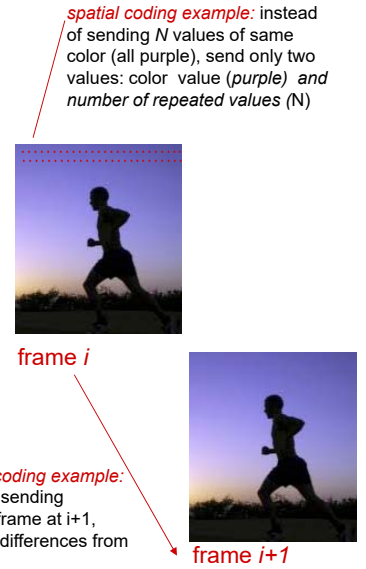 spatial coding example: instead
of sending N values of same
color (all purple), send only two
values: color value (purple) and
number of repeated values (N)
frame i
coding example:
sending
frame at i+1,
differences from
frame i+1